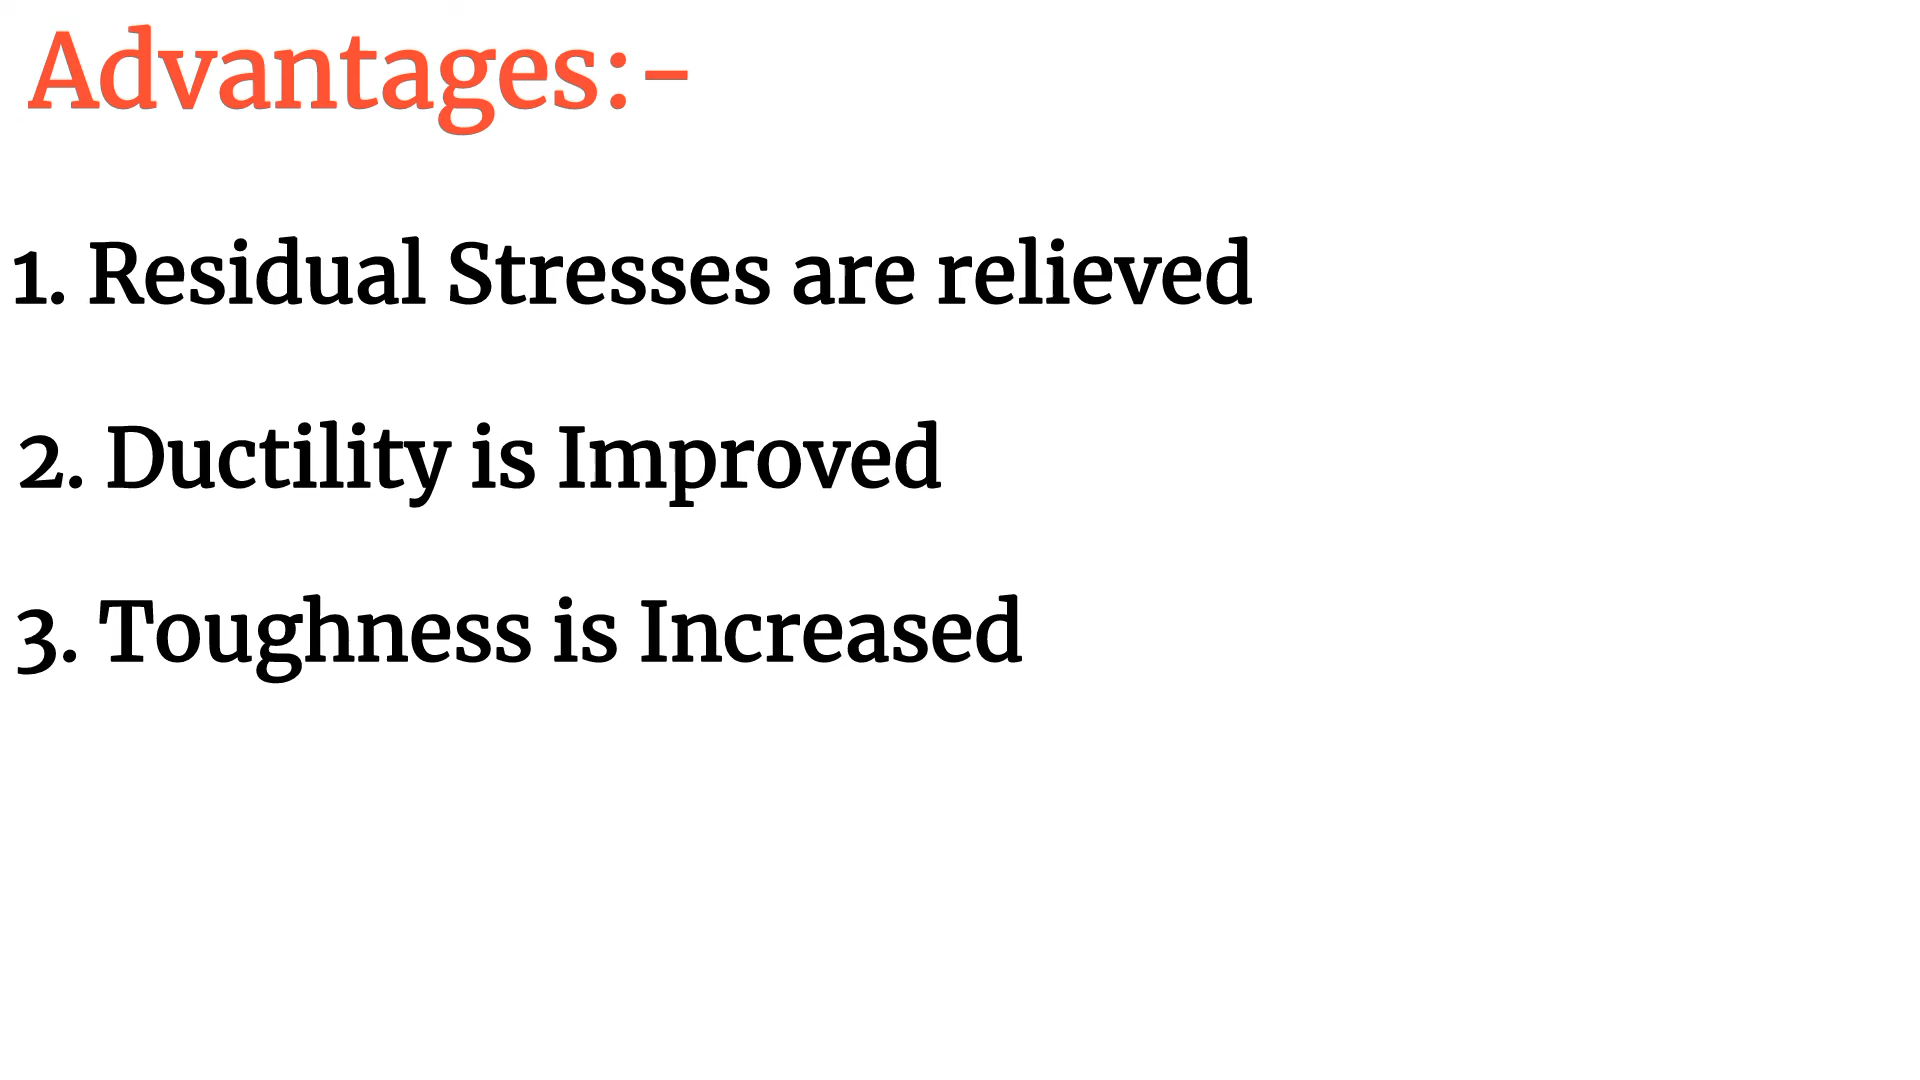 Advantages:-
1. Residual Stresses are relieved
2. Ductility is Improved
3. Toughness is Increased